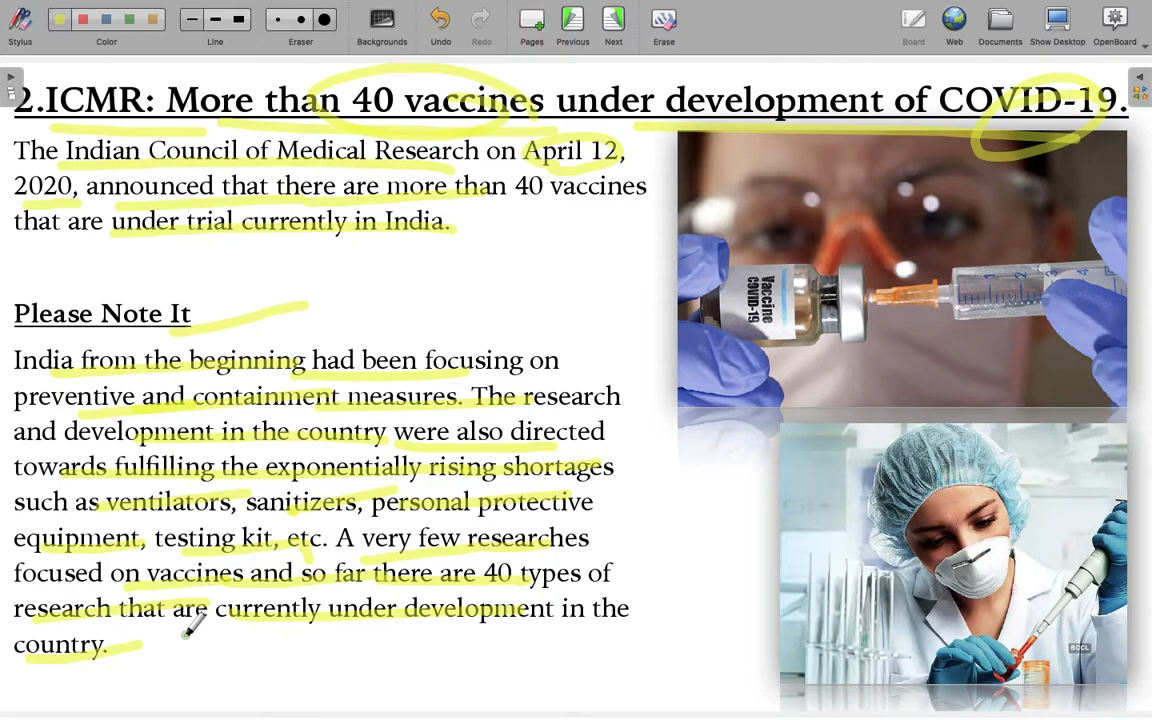 Stylus
Color
Line
Eraser
Backgrounds
Undo
Redo
Pages
Previous
Next
Erase
Board
Web
Documents
Show Desktop
OpenBoard
2.ICMR: More than 40 vaccines under development of COVID-19.
The Indian Council of Medical Research on April 12,
2020, announced that there are more than 40 vaccines
that are under trial currently in India.
Please Note It
India from the beginning had been focusing on
preventive and containment measures. The research
and development in the country were also directed
towards fulfilling the exponentially rising shortages
such as ventilators, sanitizers, personal protective
equipment, testing kit, etc. A very few researches
focused on vaccines and so far there are 40 types of
research that are currently under development in the
country.
Vaccine
COVID-19
1 2 3 4
BCCL